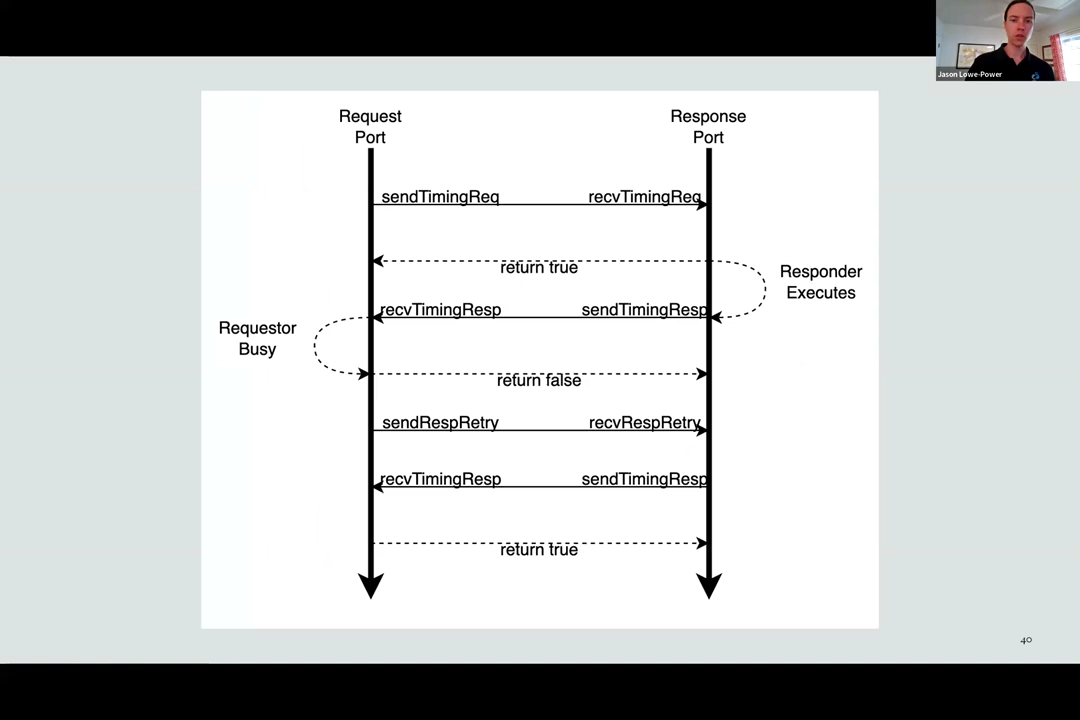 Jason Lowe-Power
Request
Port
Response
Port
sendTimingReq
recvTimingReq
return true
Responder
Executes
recvTimingResp
sendTimingResp
Requestor
Busy
return false
sendRespRetry
recvRespRetry
recvTimingResp
sendTimingResp
return true
40